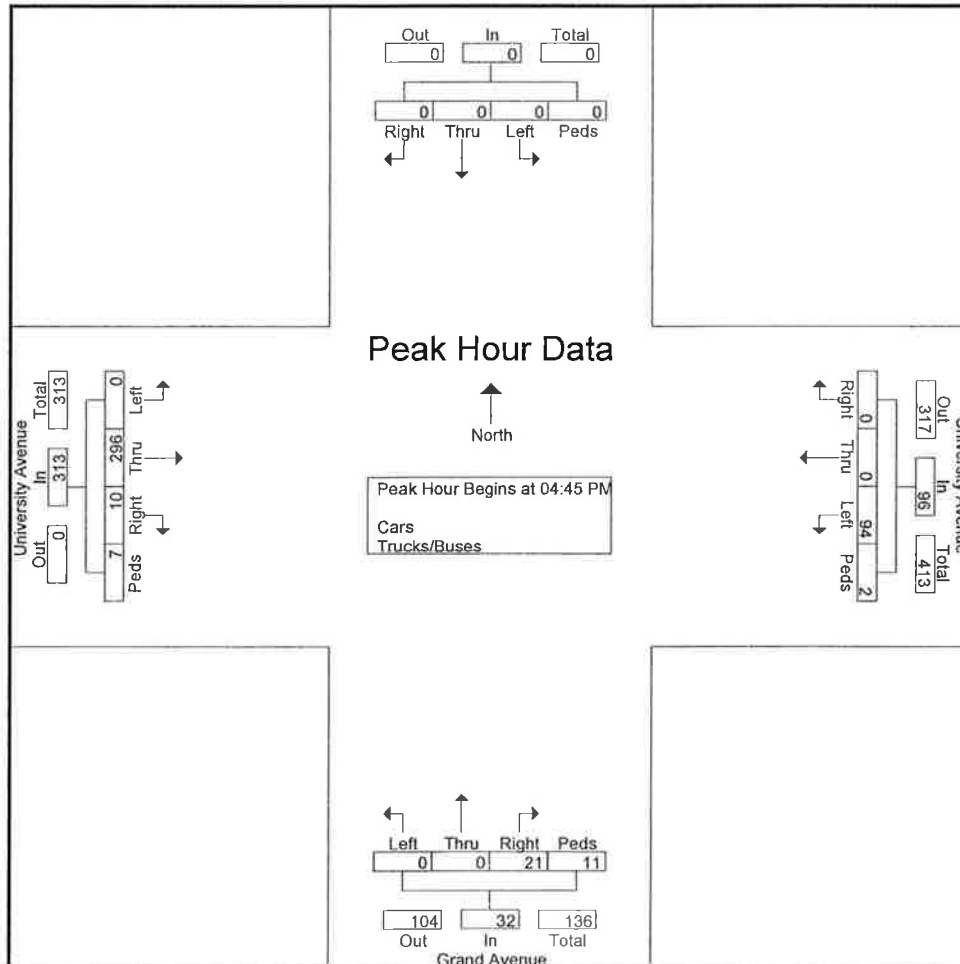 Out In Total
0 0 0
0 0 0 0
Right Thru Left Peds
Peak Hour Data
North
Peak Hour Begins at 04:45 PM
Cars
Trucks/Buses
University Avenue
Out In Total
0 313 313
Left Thru Right Peds
0 296 10 7
Right Thru Left Peds
0 0 94 2
Out In Total
317 96 413
University Avenue
Left Thru Right Peds
0 0 21 11
104 32 136
Out In Total
Grand Avenue